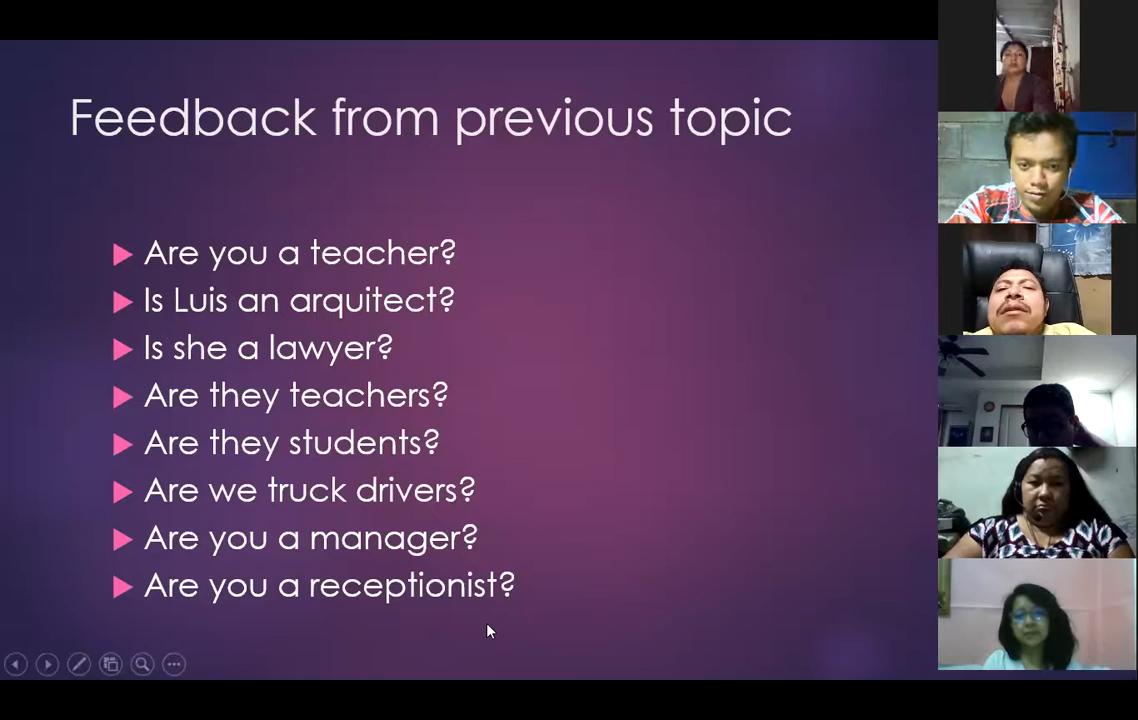 Feedback from previous topic
Are you a teacher?
Is Luis an arquitect?
Is she a lawyer?
Are they teachers?
Are they students?
Are we truck drivers?
Are you a manager?
Are you a receptionist?